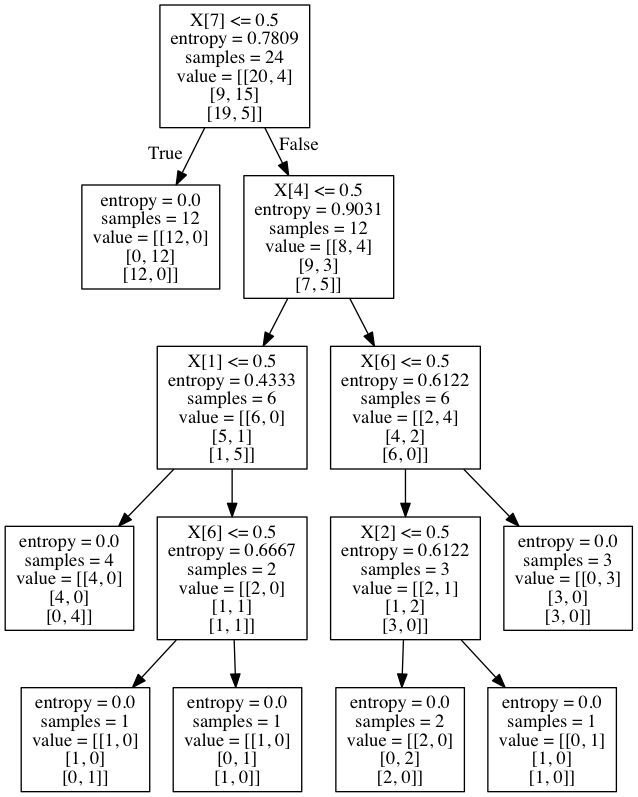 X[7] <= 0.5
entropy = 0.7809
samples = 24
value = [[20, 4]
[9, 15]
[19, 5]]
True
False
entropy = 0.0
samples = 12
value = [[12, 0]
[0, 12]
[12, 0]]
X[4] <= 0.5
entropy = 0.9031
samples = 12
value = [[8, 4]
[9, 3]
[7, 5]]
X[1] <= 0.5
entropy = 0.4333
samples = 6
value = [[6, 0]
[5, 1]
[1, 5]]
X[6] <= 0.5
entropy = 0.6122
samples = 6
value = [[2, 4]
[4, 2]
[6, 0]]
entropy = 0.0
samples = 4
value = [[4, 0]
[4, 0]
[0, 4]]
X[6] <= 0.5
entropy = 0.6667
samples = 2
value = [[2, 0]
[1, 1]
[1, 1]]
X[2] <= 0.5
entropy = 0.6122
samples = 3
value = [[2, 1]
[1, 2]
[3, 0]]
entropy = 0.0
samples = 3
value = [[0, 3]
[3, 0]
[3, 0]]
entropy = 0.0
samples = 1
value = [[1, 0]
[1, 0]
[0, 1]]
entropy = 0.0
samples = 1
value = [[1, 0]
[0, 1]
[1, 0]]
entropy = 0.0
samples = 2
value = [[2, 0]
[0, 2]
[2, 0]]
entropy = 0.0
samples = 1
value = [[0, 1]
[1, 0]
[1, 0]]